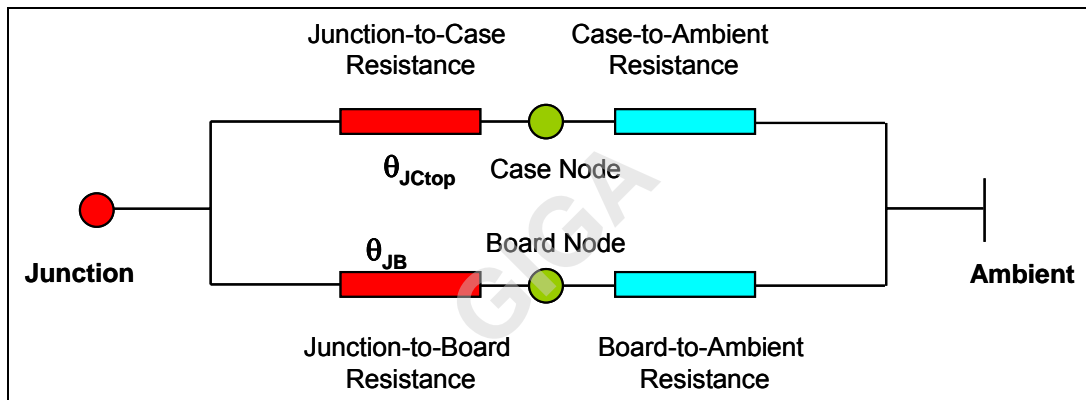 Junction-to-Case
Resistance
Case-to-Ambient
Resistance
θJCtop
Case Node
Junction
θJB
Board Node
Ambient
GIGA
Junction-to-Board
Resistance
Board-to-Ambient
Resistance